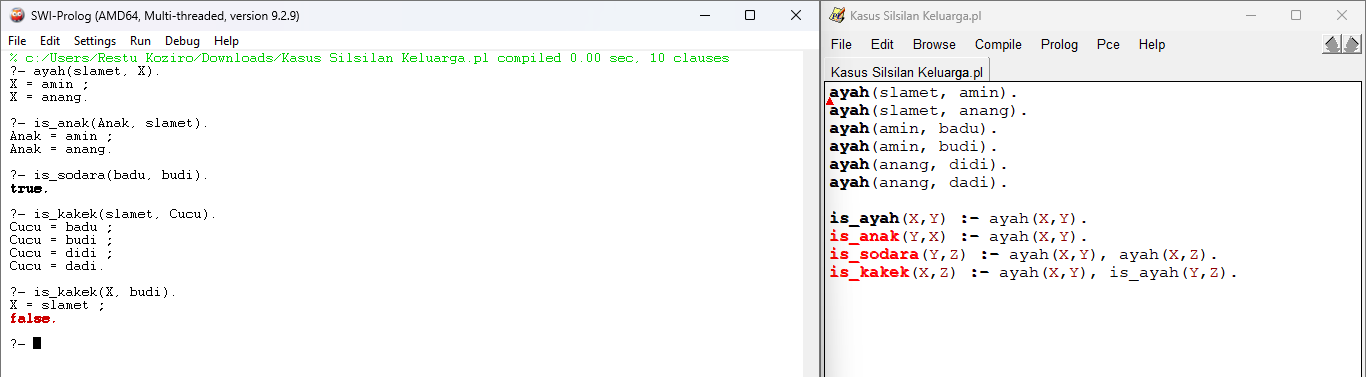 SWI-Prolog (AMD64, Multi-threaded, version 9.2.9)
File Edit Settings Run Debug Help
% c:/Users/Restu Koziro/Downloads/Kasus Silsilan Keluarga.pl compiled 0.00 sec, 10 clauses
?- ayah(slamet, X).
X = amin ;
X = anang.
?- is_anak(Anak, slamet).
Anak = amin ;
Anak = anang.
?- is_sodara(badu, budi).
true.
?- is_kakek(slamet, Cucu).
Cucu = badu ;
Cucu = budi ;
Cucu = didi ;
Cucu = dadi.
?- is_kakek(X, budi).
X = slamet ;
false.
?-
Kasus Silsilan Keluarga.pl
File Edit Browse Compile Prolog Pce Help
Kasus Silsilan Keluarga.pl
ayah(slamet, amin).
ayah(slamet, anang).
ayah(amin, badu).
ayah(amin, budi).
ayah(anang, didi).
ayah(anang, dadi).
is_ayah(X,Y) :- ayah(X,Y).
is_anak(Y,X) :- ayah(X,Y).
is_sodara(Y,Z) :- ayah(X,Y), ayah(X,Z).
is_kakek(X,Z) :- ayah(X,Y), is_ayah(Y,Z).